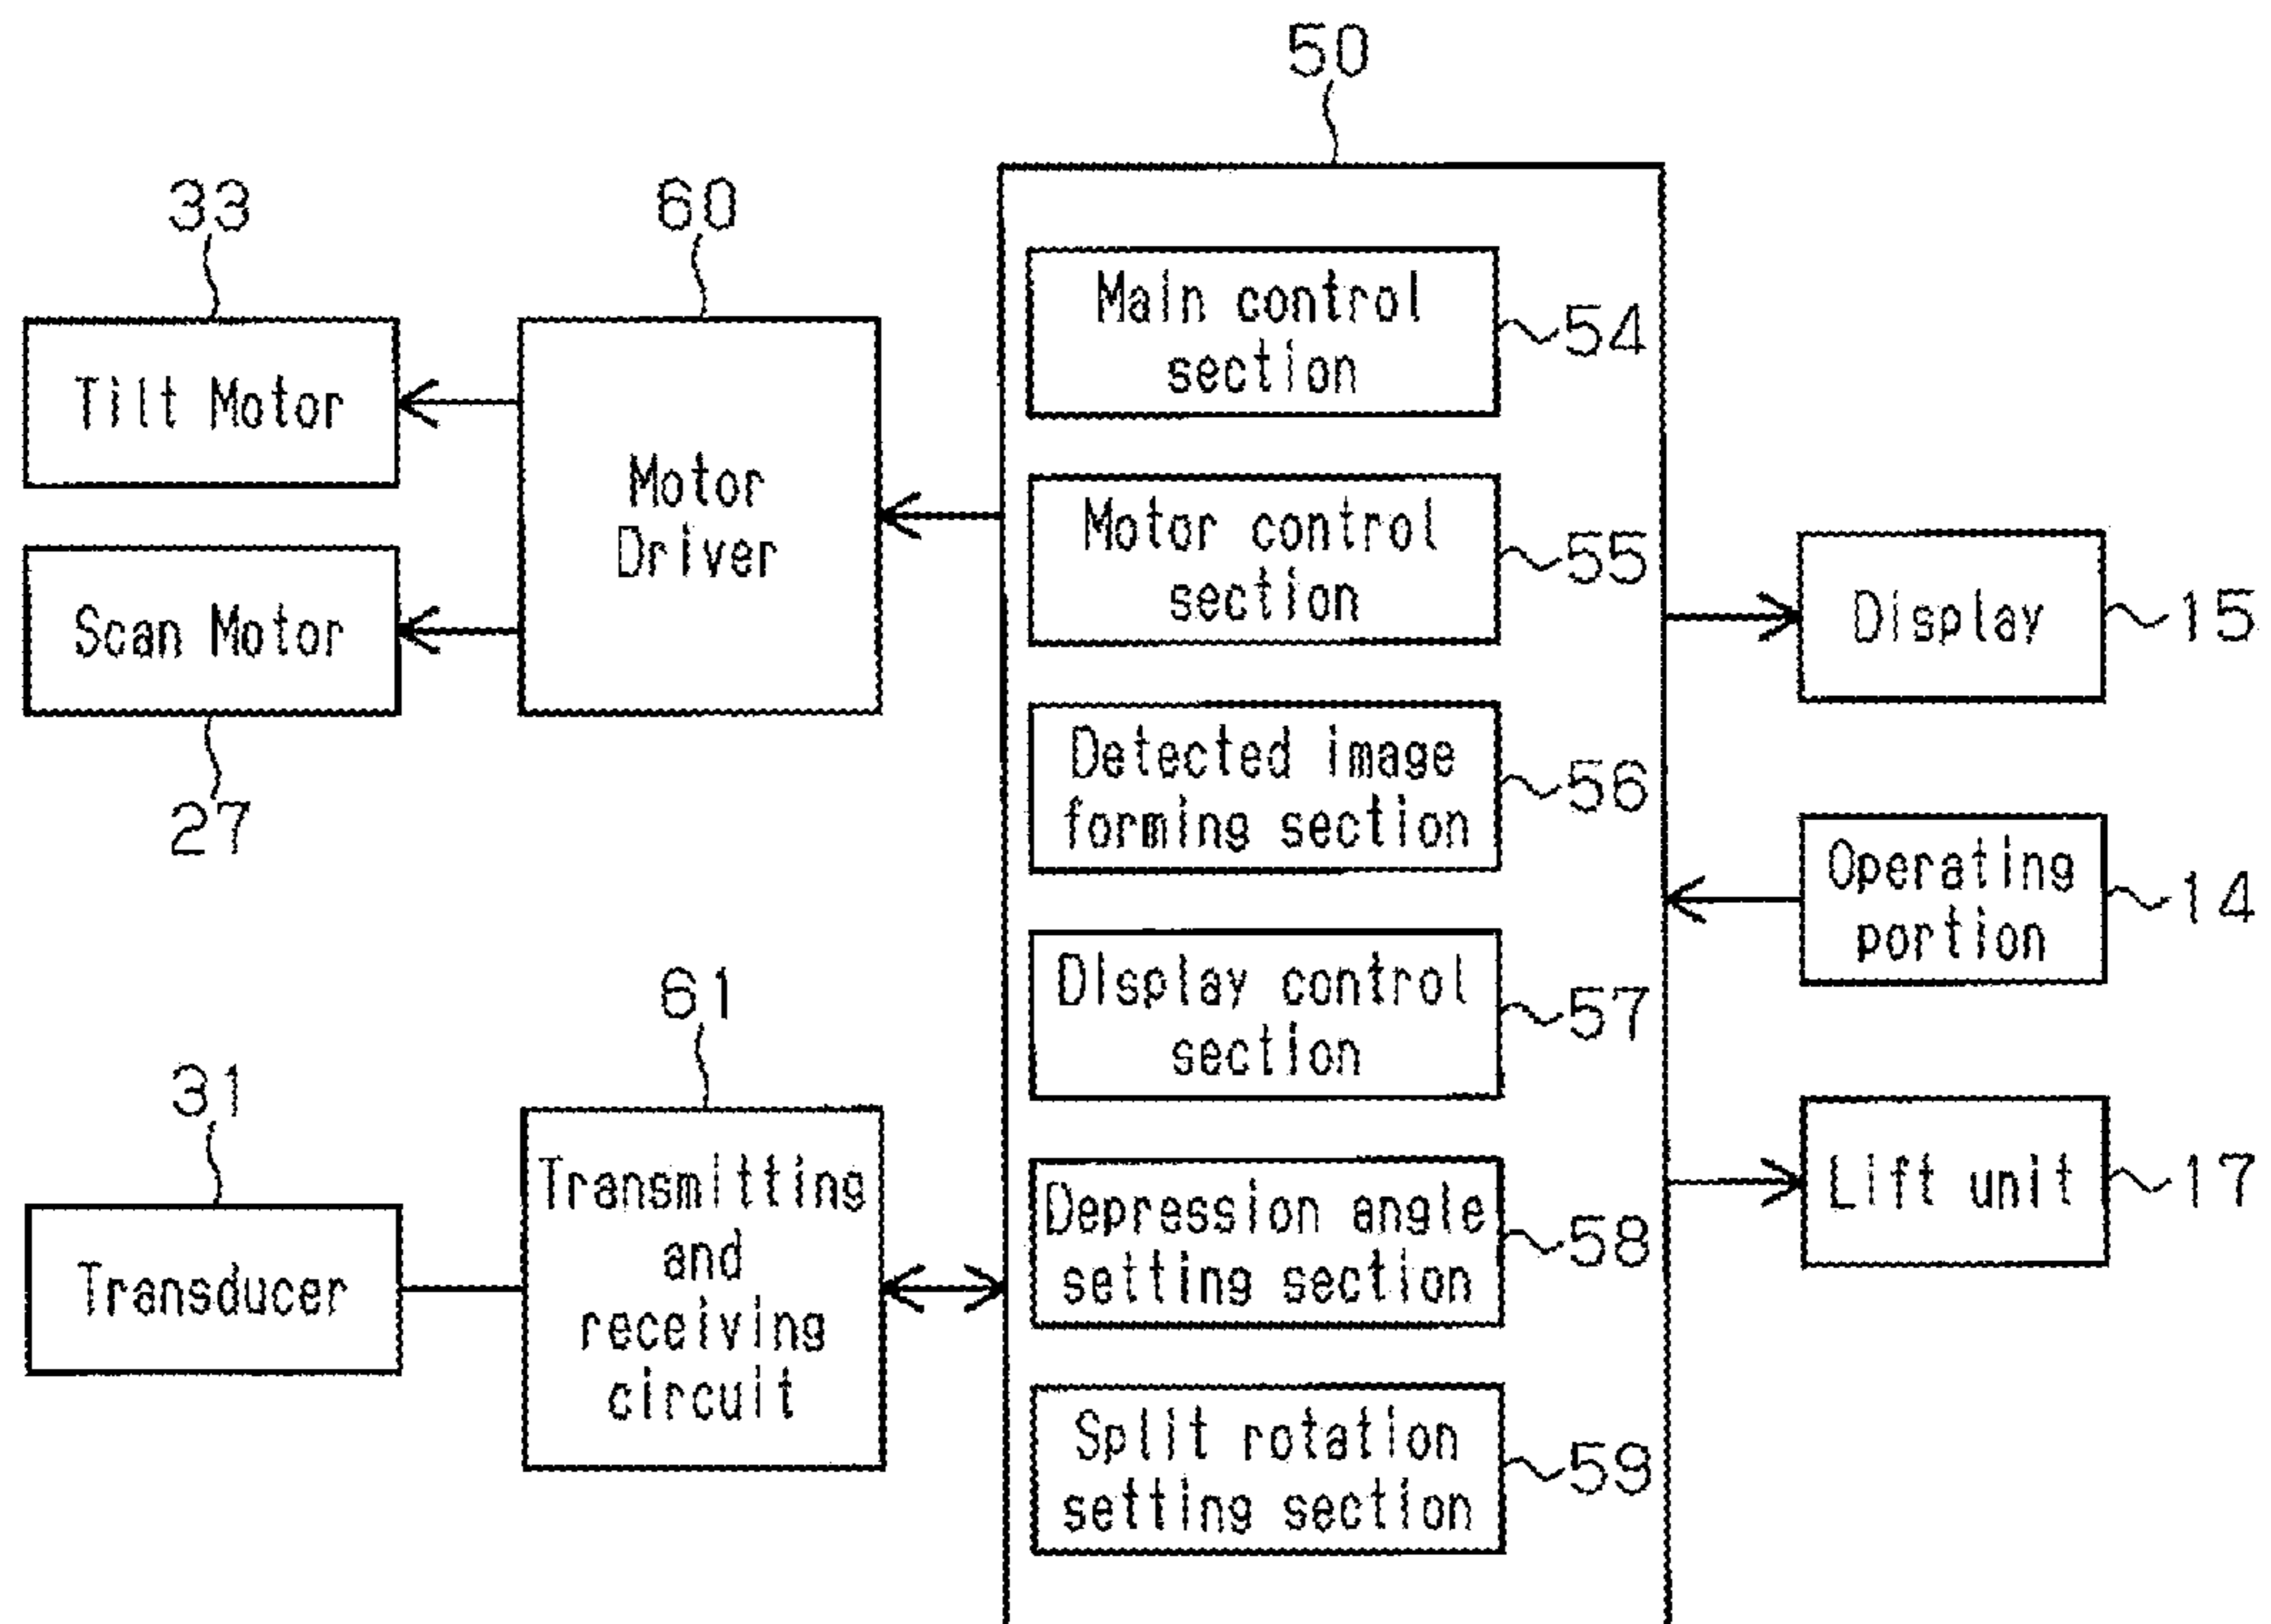 50
33
60
Main control
section
54
Tilt Motor
Motor
Driver
Motor control
section
55
Scan Motor
27
Display
15
Detected image
forming section
56
Operating
portion
14
Display control
section
57
61
31
Transmitting
and
receiving
circuit
Transducer
Depression angle
setting section
58
Lift unit
17
Split rotation
setting section
59